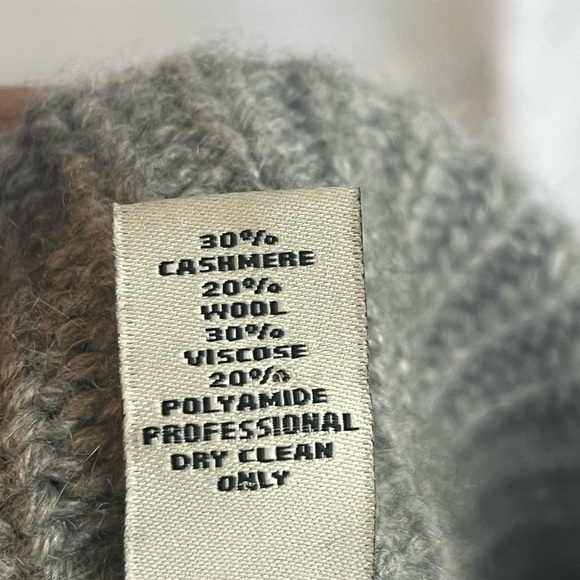 30%
CASHMERE
20%
WOOL
30%
VISCOSE
20%
POLYAMIDE
PROFESSIONAL
DRY CLEAN
ONLY